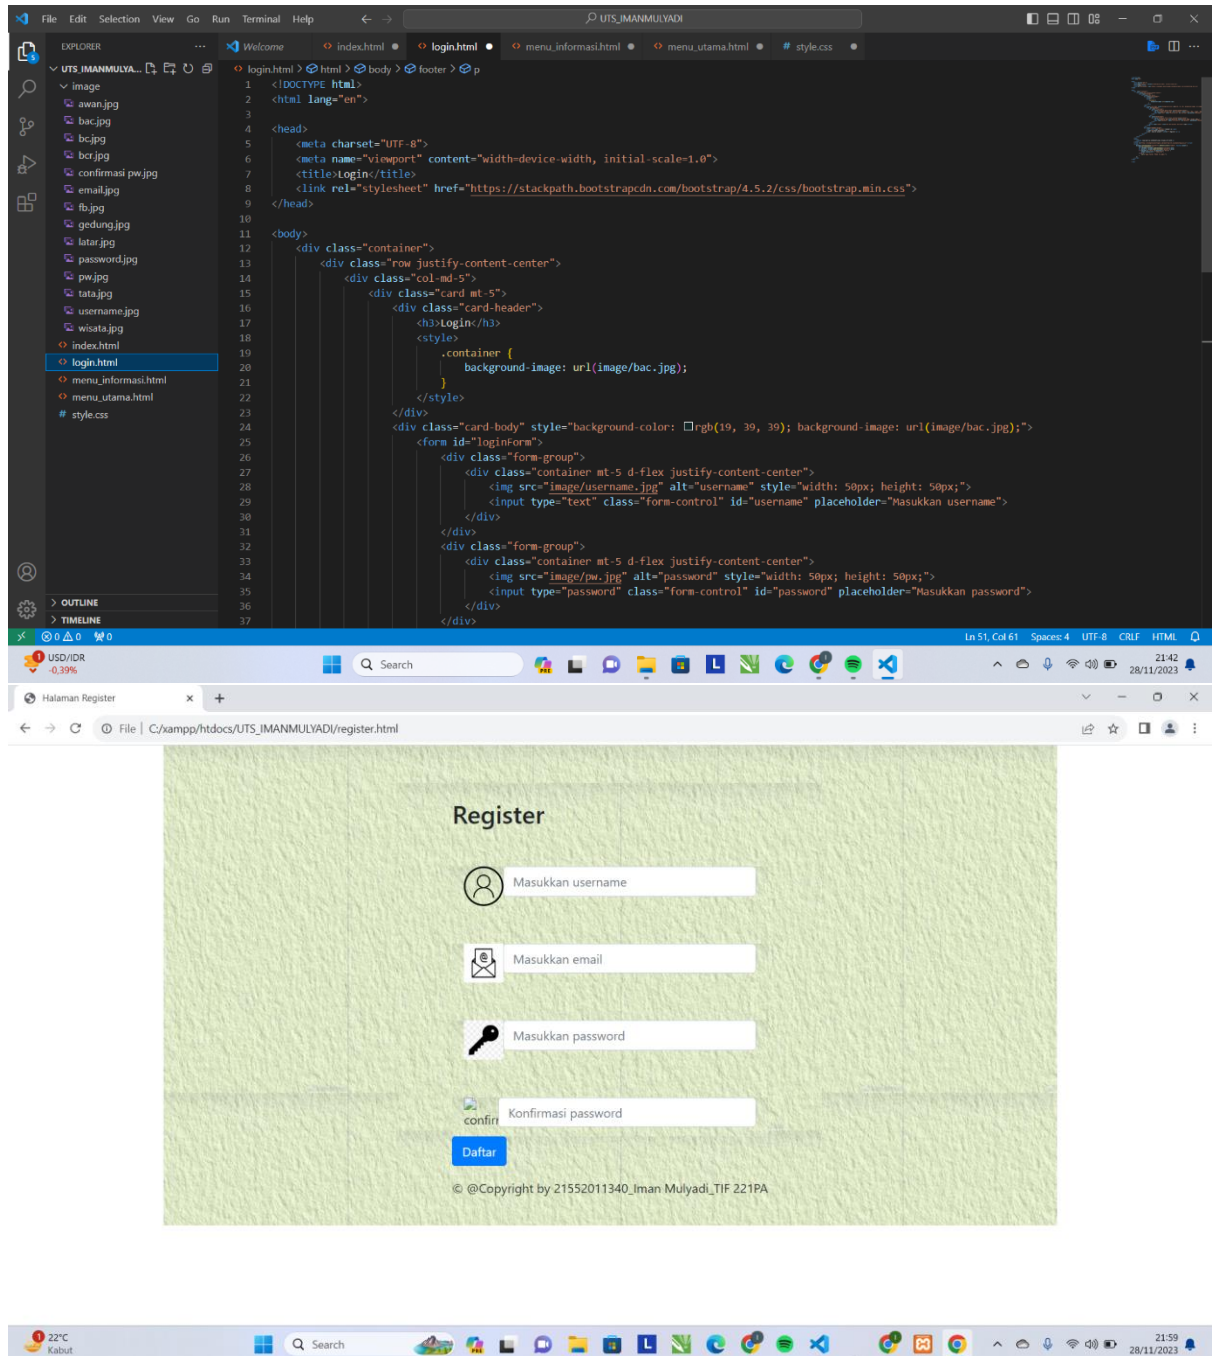 File Edit Selection View Go Run Terminal Help
UTS_IMANMULYADI
EXPLORER
Welcome
index.html
login.html
menu_informasi.html
menu_utama.html
# style.css
UTS_IMANMULYA...
login.html > html > body > footer > p
image
awan.jpg
bac.jpg
bc.jpg
bcr.jpg
confirmasi pw.jpg
email.jpg
fb.jpg
gedung.jpg
latar.jpg
password.jpg
pw.jpg
tata.jpg
username.jpg
wisata.jpg
index.html
login.html
menu_informasi.html
menu_utama.html
# style.css
OUTLINE
TIMELINE
1 <!DOCTYPE html>
2 <html lang="en">
3
4 <head>
5 <meta charset="UTF-8">
6 <meta name="viewport" content="width=device-width, initial-scale=1.0">
7 <title>Login</title>
8 <link rel="stylesheet" href="https://stackpath.bootstrapcdn.com/bootstrap/4.5.2/css/bootstrap.min.css">
9 </head>
10
11 <body>
12 <div class="container">
13 <div class="row justify-content-center">
14 <div class="col-md-5">
15 <div class="card mt-5">
16 <div class="card-header">
17 <h3>Login</h3>
18 <style>
19 .container {
20 background-image: url(image/bac.jpg);
21 }
22 </style>
23 </div>
24 <div class="card-body" style="background-color: rgb(19, 39, 39); background-image: url(image/bac.jpg);">
25 <form id="loginForm">
26 <div class="form-group">
27 <div class="container mt-5 d-flex justify-content-center">
28 <img src="image/username.jpg" alt="username" style="width: 50px; height: 50px;">
29 <input type="text" class="form-control" id="username" placeholder="Masukkan username">
30 </div>
31 </div>
32 <div class="form-group">
33 <div class="container mt-5 d-flex justify-content-center">
34 <img src="image/pw.jpg" alt="password" style="width: 50px; height: 50px;">
35 <input type="password" class="form-control" id="password" placeholder="Masukkan password">
36 </div>
37 </div>
0 0 0
Ln 51, Col 61 Spaces: 4 UTF-8 CRLF HTML
USD/IDR
-0,39%
Search
21:42
28/11/2023
Halaman Register
File | C:/xampp/htdocs/UTS_IMANMULYADI/register.html
Register
Masukkan username
Masukkan email
Masukkan password
confirr
Konfirmasi password
Daftar
© @Copyright by 21552011340_Iman Mulyadi_TIF 221PA
22°C
Kabut
Search
21:59
28/11/2023